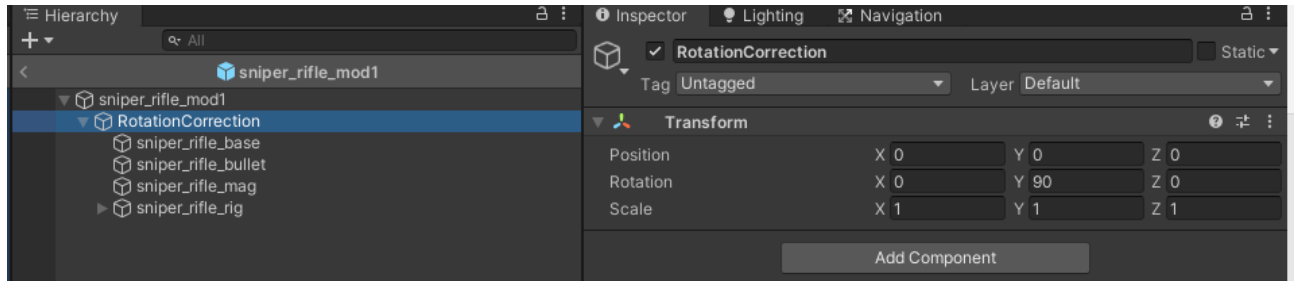 Hierarchy
All
sniper_rifle_mod1
sniper_rifle_mod1
RotationCorrection
sniper_rifle_base
sniper_rifle_bullet
sniper_rifle_mag
sniper_rifle_rig
Inspector Lighting Navigation
RotationCorrection Static
Tag Untagged Layer Default
Transform
Position X 0 Y 0 Z 0
Rotation X 0 Y 90 Z 0
Scale X 1 Y 1 Z 1
Add Component